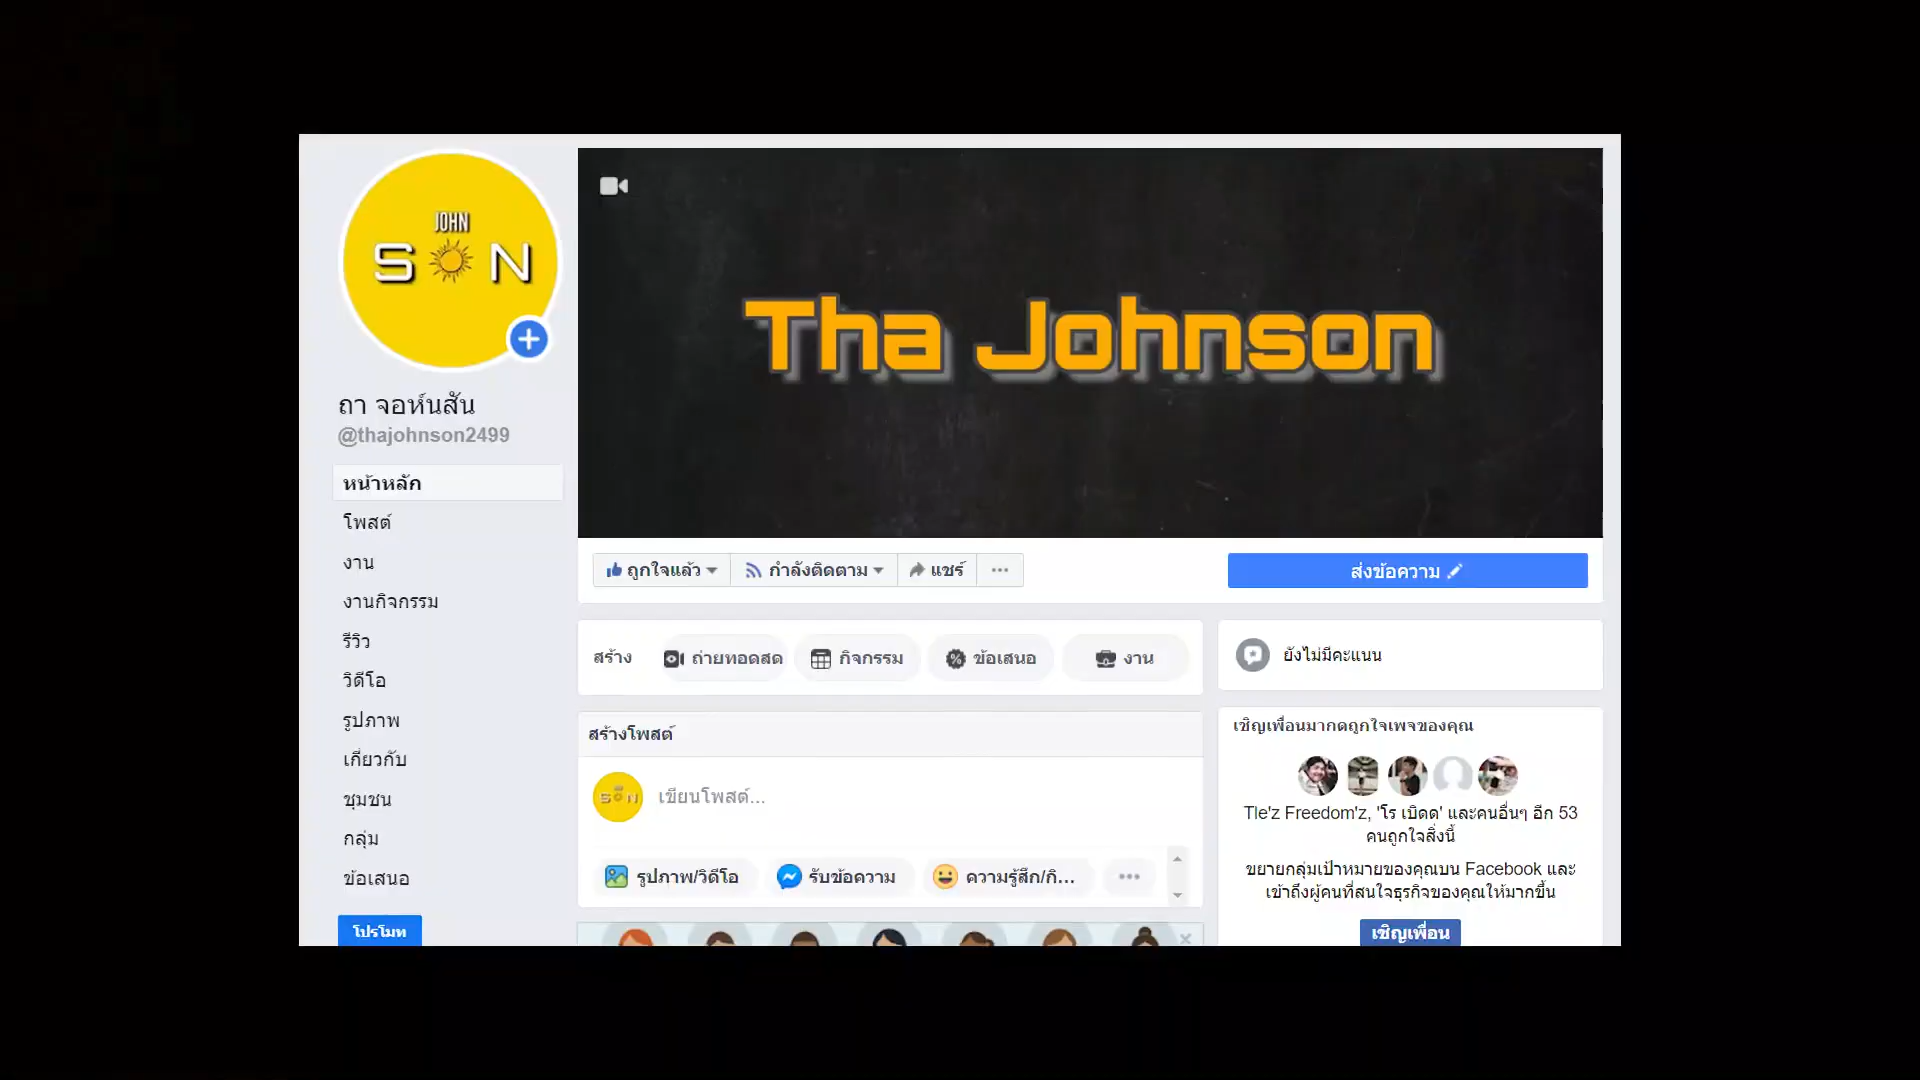 JOHN
SON
ถา จอห์นสัน
@thajohnson2499
หน้าหลัก
โพสต์
งาน
งานกิจกรรม
รีวิว
วิดีโอ
รูปภาพ
เกี่ยวกับ
ชุมชน
กลุ่ม
ข้อเสนอ
โปรโมท
Tha Johnson
ถูกใจแล้ว
กำลังติดตาม
แชร์
ส่งข้อความ
สร้าง
ถ่ายทอดสด
กิจกรรม
ข้อเสนอ
งาน
สร้างโพสต์
SON
เขียนโพสต์...
รูปภาพ/วิดีโอ
รับข้อความ
ความรู้สึก/กิ...
ยังไม่มีคะแนน
เชิญเพื่อนมากดถูกใจเพจของคุณ
Tle'z Freedom'z, 'โร เบิดด' และคนอื่นๆ อีก 53
คนถูกใจสิ่งนี้
ขยายกลุ่มเป้าหมายของคุณบน Facebook และ
เข้าถึงผู้คนที่สนใจธุรกิจของคุณให้มากขึ้น
เชิญเพื่อน